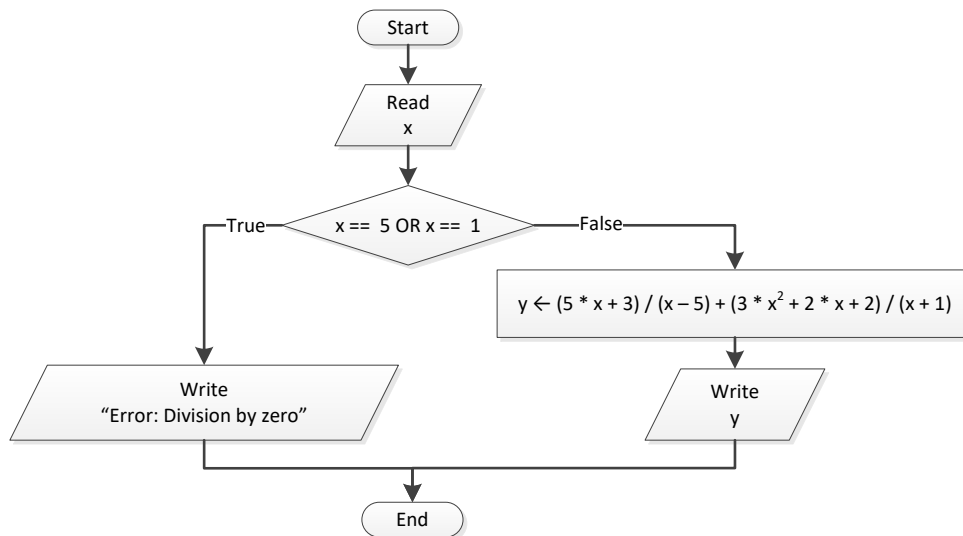 Start
Read
x
x == 5 OR x == 1
True
False
y ← (5 * x + 3) / (x – 5) + (3 * x² + 2 * x + 2) / (x + 1)
Write
“Error: Division by zero”
Write
y
End